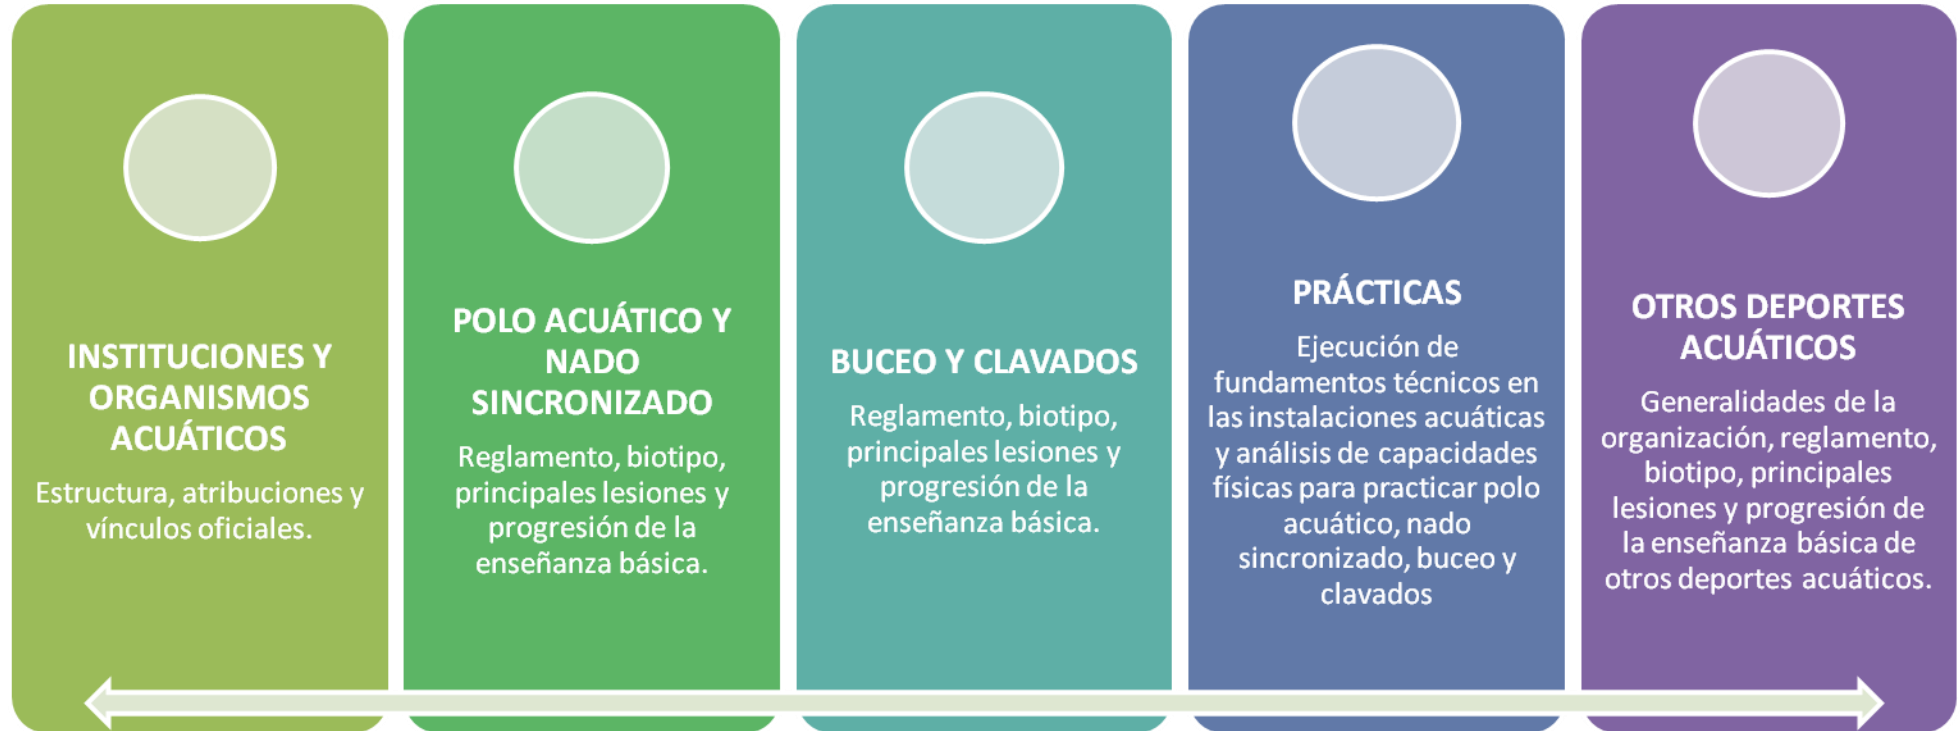 INSTITUCIONES Y
ORGANISMOS
ACUÁTICOS
Estructura, atribuciones y
vínculos oficiales.
POLO ACUÁTICO Y
NADO
SINCRONIZADO
Reglamento, biotipo,
principales lesiones y
progresión de la
enseñanza básica.
BUCEO Y CLAVADOS
Reglamento, biotipo,
principales lesiones y
progresión de la
enseñanza básica.
PRÁCTICAS
Ejecución de
fundamentos técnicos en
las instalaciones acuáticas
y análisis de capacidades
físicas para practicar polo
acuático, nado
sincronizado, buceo y
clavados
OTROS DEPORTES
ACUÁTICOS
Generalidades de la
organización, reglamento,
biotipo, principales
lesiones y progresión de
la enseñanza básica de
otros deportes acuáticos.